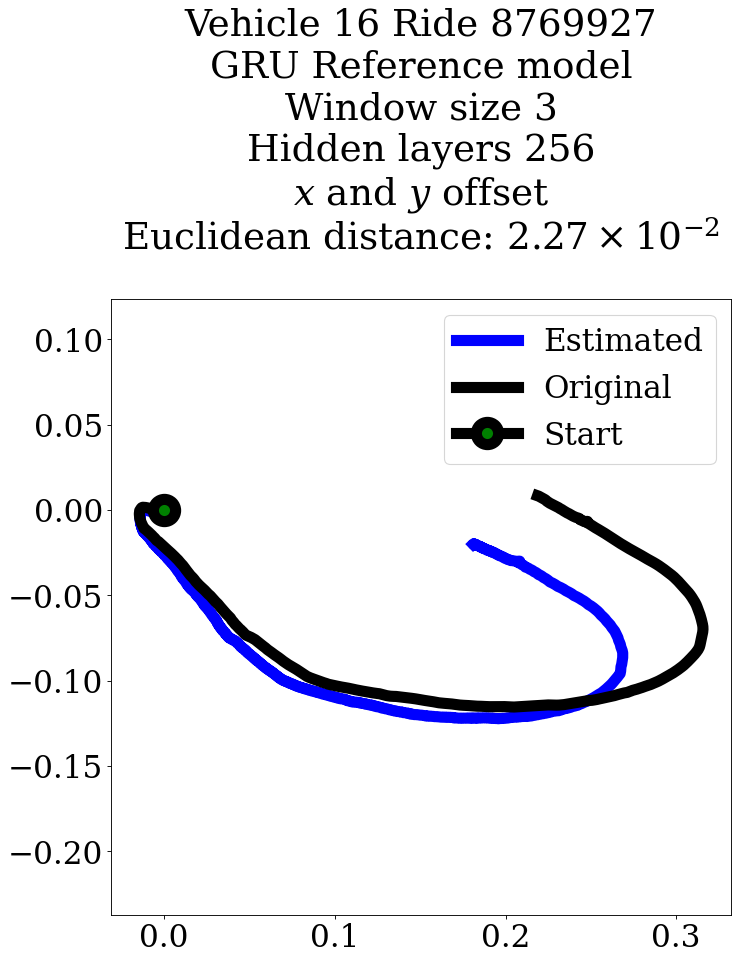 Vehicle 16 Ride 8769927
GRU Reference model
Window size 3
Hidden layers 256
x and y offset
Euclidean distance: 2.27 × 10⁻²
Estimated
Original
Start
0.10
0.05
0.00
−0.05
−0.10
−0.15
−0.20
0.0 0.1 0.2 0.3